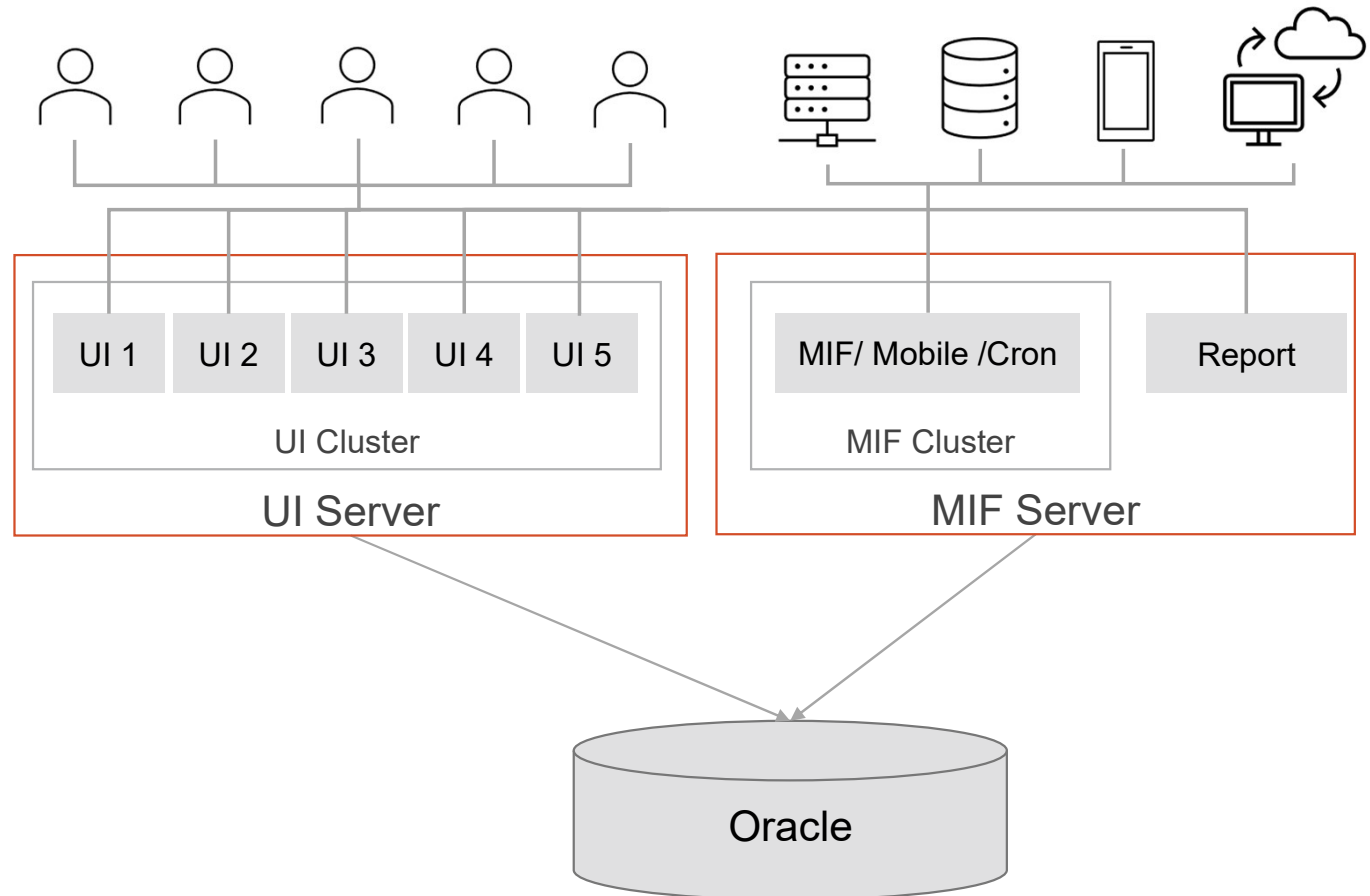 UI 1
UI 2
UI 3
UI 4
UI 5
UI Cluster
UI Server
MIF/ Mobile /Cron
Report
MIF Cluster
MIF Server
Oracle